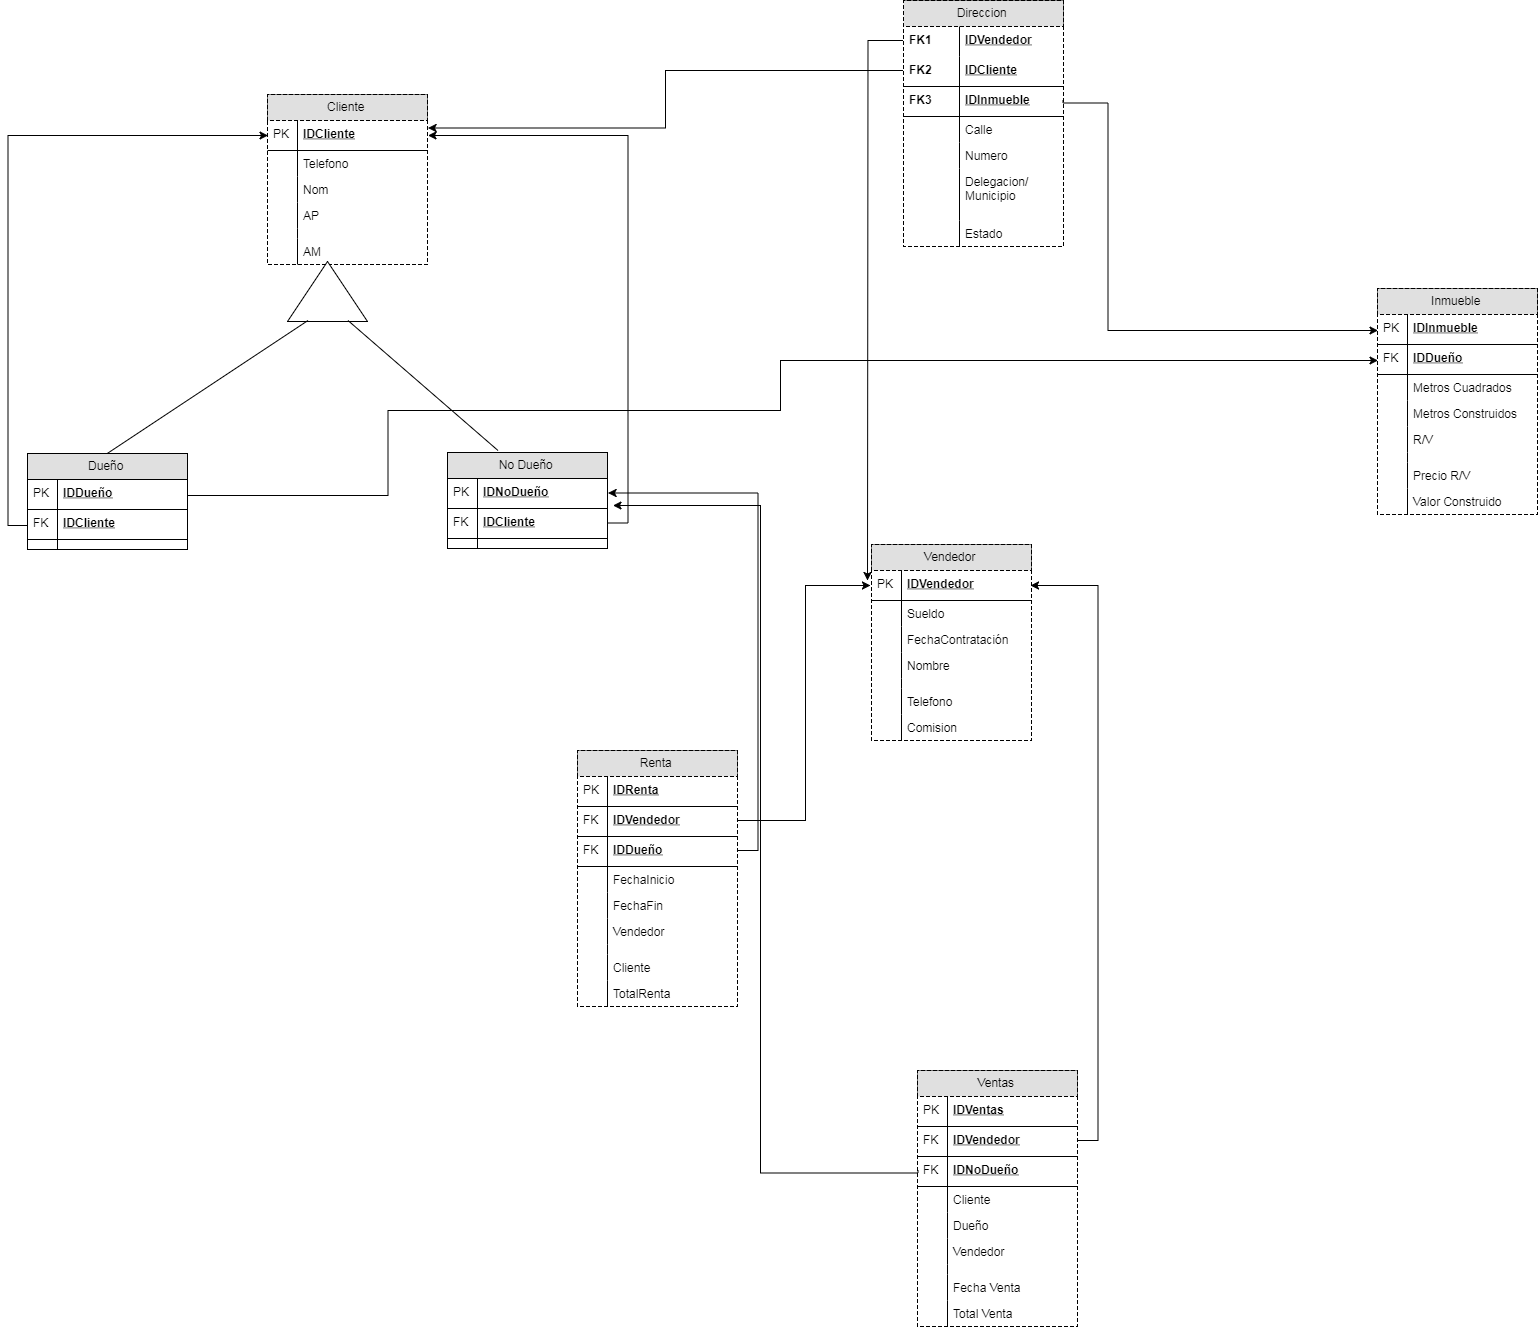 Direccion
FK1 IDVendedor
FK2 IDCliente
FK3 IDInmueble
Calle
Numero
Delegacion/
Municipio
Estado
Cliente
PK IDCliente
Telefono
Nom
AP
AM
Inmueble
PK IDInmueble
FK IDDueño
Metros Cuadrados
Metros Construidos
R/V
Precio R/V
Valor Construido
Dueño
PK IDDueño
FK IDCliente
No Dueño
PK IDNoDueño
FK IDCliente
Vendedor
PK IDVendedor
Sueldo
FechaContratación
Nombre
Telefono
Comision
Renta
PK IDRenta
FK IDVendedor
FK IDDueño
FechaInicio
FechaFin
Vendedor
Cliente
TotalRenta
Ventas
PK IDVentas
FK IDVendedor
FK IDNoDueño
Cliente
Dueño
Vendedor
Fecha Venta
Total Venta